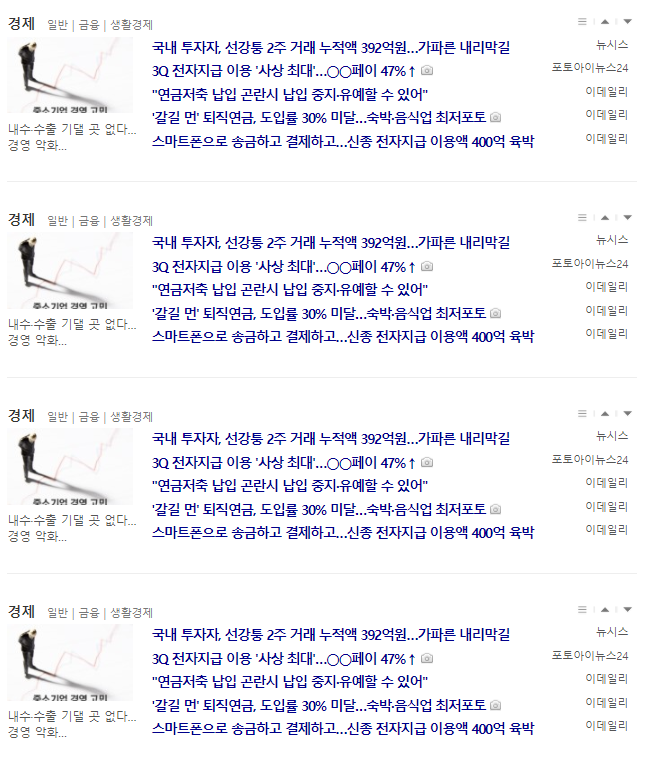 경제 일반 | 금융 | 생활경제
국내 투자자, 선강퉁 2주 거래 누적액 392억원…가파른 내리막길 뉴시스
3Q 전자지급 이용 '사상 최대'…○○페이 47%↑ 포토아이뉴스24
"연금저축 납입 곤란시 납입 중지·유예할 수 있어" 이데일리
'갈길 먼' 퇴직연금, 도입률 30% 미달…숙박·음식업 최저포토 이데일리
스마트폰으로 송금하고 결제하고…신종 전자지급 이용액 400억 육박 이데일리
중소기업 경영 고민
내수·수출 기댈 곳 없다…
경영 악화…
경제 일반 | 금융 | 생활경제
국내 투자자, 선강퉁 2주 거래 누적액 392억원…가파른 내리막길 뉴시스
3Q 전자지급 이용 '사상 최대'…○○페이 47%↑ 포토아이뉴스24
"연금저축 납입 곤란시 납입 중지·유예할 수 있어" 이데일리
'갈길 먼' 퇴직연금, 도입률 30% 미달…숙박·음식업 최저포토 이데일리
스마트폰으로 송금하고 결제하고…신종 전자지급 이용액 400억 육박 이데일리
중소기업 경영 고민
내수·수출 기댈 곳 없다…
경영 악화…
경제 일반 | 금융 | 생활경제
국내 투자자, 선강퉁 2주 거래 누적액 392억원…가파른 내리막길 뉴시스
3Q 전자지급 이용 '사상 최대'…○○페이 47%↑ 포토아이뉴스24
"연금저축 납입 곤란시 납입 중지·유예할 수 있어" 이데일리
'갈길 먼' 퇴직연금, 도입률 30% 미달…숙박·음식업 최저포토 이데일리
스마트폰으로 송금하고 결제하고…신종 전자지급 이용액 400억 육박 이데일리
중소기업 경영 고민
내수·수출 기댈 곳 없다…
경영 악화…
경제 일반 | 금융 | 생활경제
국내 투자자, 선강퉁 2주 거래 누적액 392억원…가파른 내리막길 뉴시스
3Q 전자지급 이용 '사상 최대'…○○페이 47%↑ 포토아이뉴스24
"연금저축 납입 곤란시 납입 중지·유예할 수 있어" 이데일리
'갈길 먼' 퇴직연금, 도입률 30% 미달…숙박·음식업 최저포토 이데일리
스마트폰으로 송금하고 결제하고…신종 전자지급 이용액 400억 육박 이데일리
중소기업 경영 고민
내수·수출 기댈 곳 없다…
경영 악화…